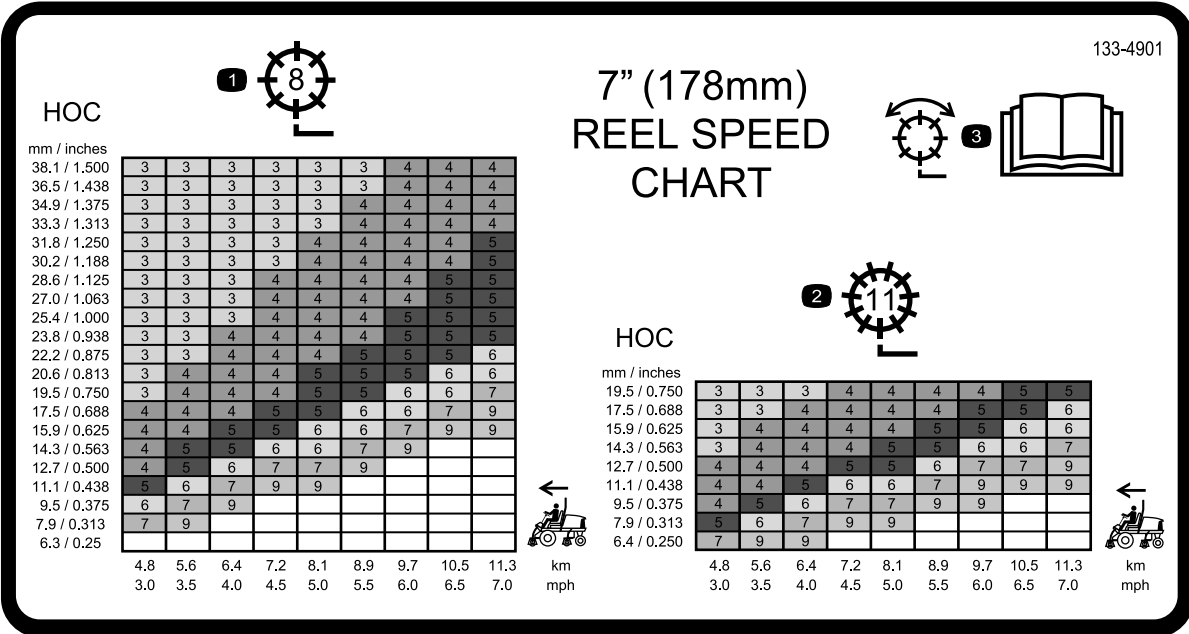 133-4901
7” (178mm)
REEL SPEED
CHART
3
1
8
HOC
mm / inches
38.1 / 1.500 3 3 3 3 3 3 4 4 4
36.5 / 1.438 3 3 3 3 3 3 4 4 4
34.9 / 1.375 3 3 3 3 3 4 4 4 4
33.3 / 1.313 3 3 3 3 3 4 4 4 4
31.8 / 1.250 3 3 3 3 4 4 4 4 5
30.2 / 1.188 3 3 3 3 4 4 4 4 5
28.6 / 1.125 3 3 3 4 4 4 4 5 5
27.0 / 1.063 3 3 3 4 4 4 4 5 5
25.4 / 1.000 3 3 3 4 4 4 5 5 5
23.8 / 0.938 3 3 4 4 4 4 5 5 5
22.2 / 0.875 3 3 4 4 4 5 5 5 6
20.6 / 0.813 3 4 4 4 5 5 5 6 6
19.5 / 0.750 3 4 4 4 5 5 6 6 7
17.5 / 0.688 4 4 4 5 5 6 6 7 9
15.9 / 0.625 4 4 5 5 6 6 7 9 9
14.3 / 0.563 4 5 5 6 6 7 9
12.7 / 0.500 4 5 6 7 7 9
11.1 / 0.438 5 6 7 9 9
9.5 / 0.375 6 7 9
7.9 / 0.313 7 9
6.3 / 0.25
4.8 5.6 6.4 7.2 8.1 8.9 9.7 10.5 11.3 km
3.0 3.5 4.0 4.5 5.0 5.5 6.0 6.5 7.0 mph
2
11
HOC
mm / inches
19.5 / 0.750 3 3 3 4 4 4 4 5 5
17.5 / 0.688 3 3 4 4 4 4 5 5 6
15.9 / 0.625 3 4 4 4 4 5 5 6 6
14.3 / 0.563 3 4 4 4 5 5 6 6 7
12.7 / 0.500 4 4 4 5 5 6 7 7 9
11.1 / 0.438 4 4 5 6 6 7 9 9 9
9.5 / 0.375 4 5 6 7 7 9 9
7.9 / 0.313 5 6 7 9 9
6.4 / 0.250 7 9 9
4.8 5.6 6.4 7.2 8.1 8.9 9.7 10.5 11.3 km
3.0 3.5 4.0 4.5 5.0 5.5 6.0 6.5 7.0 mph